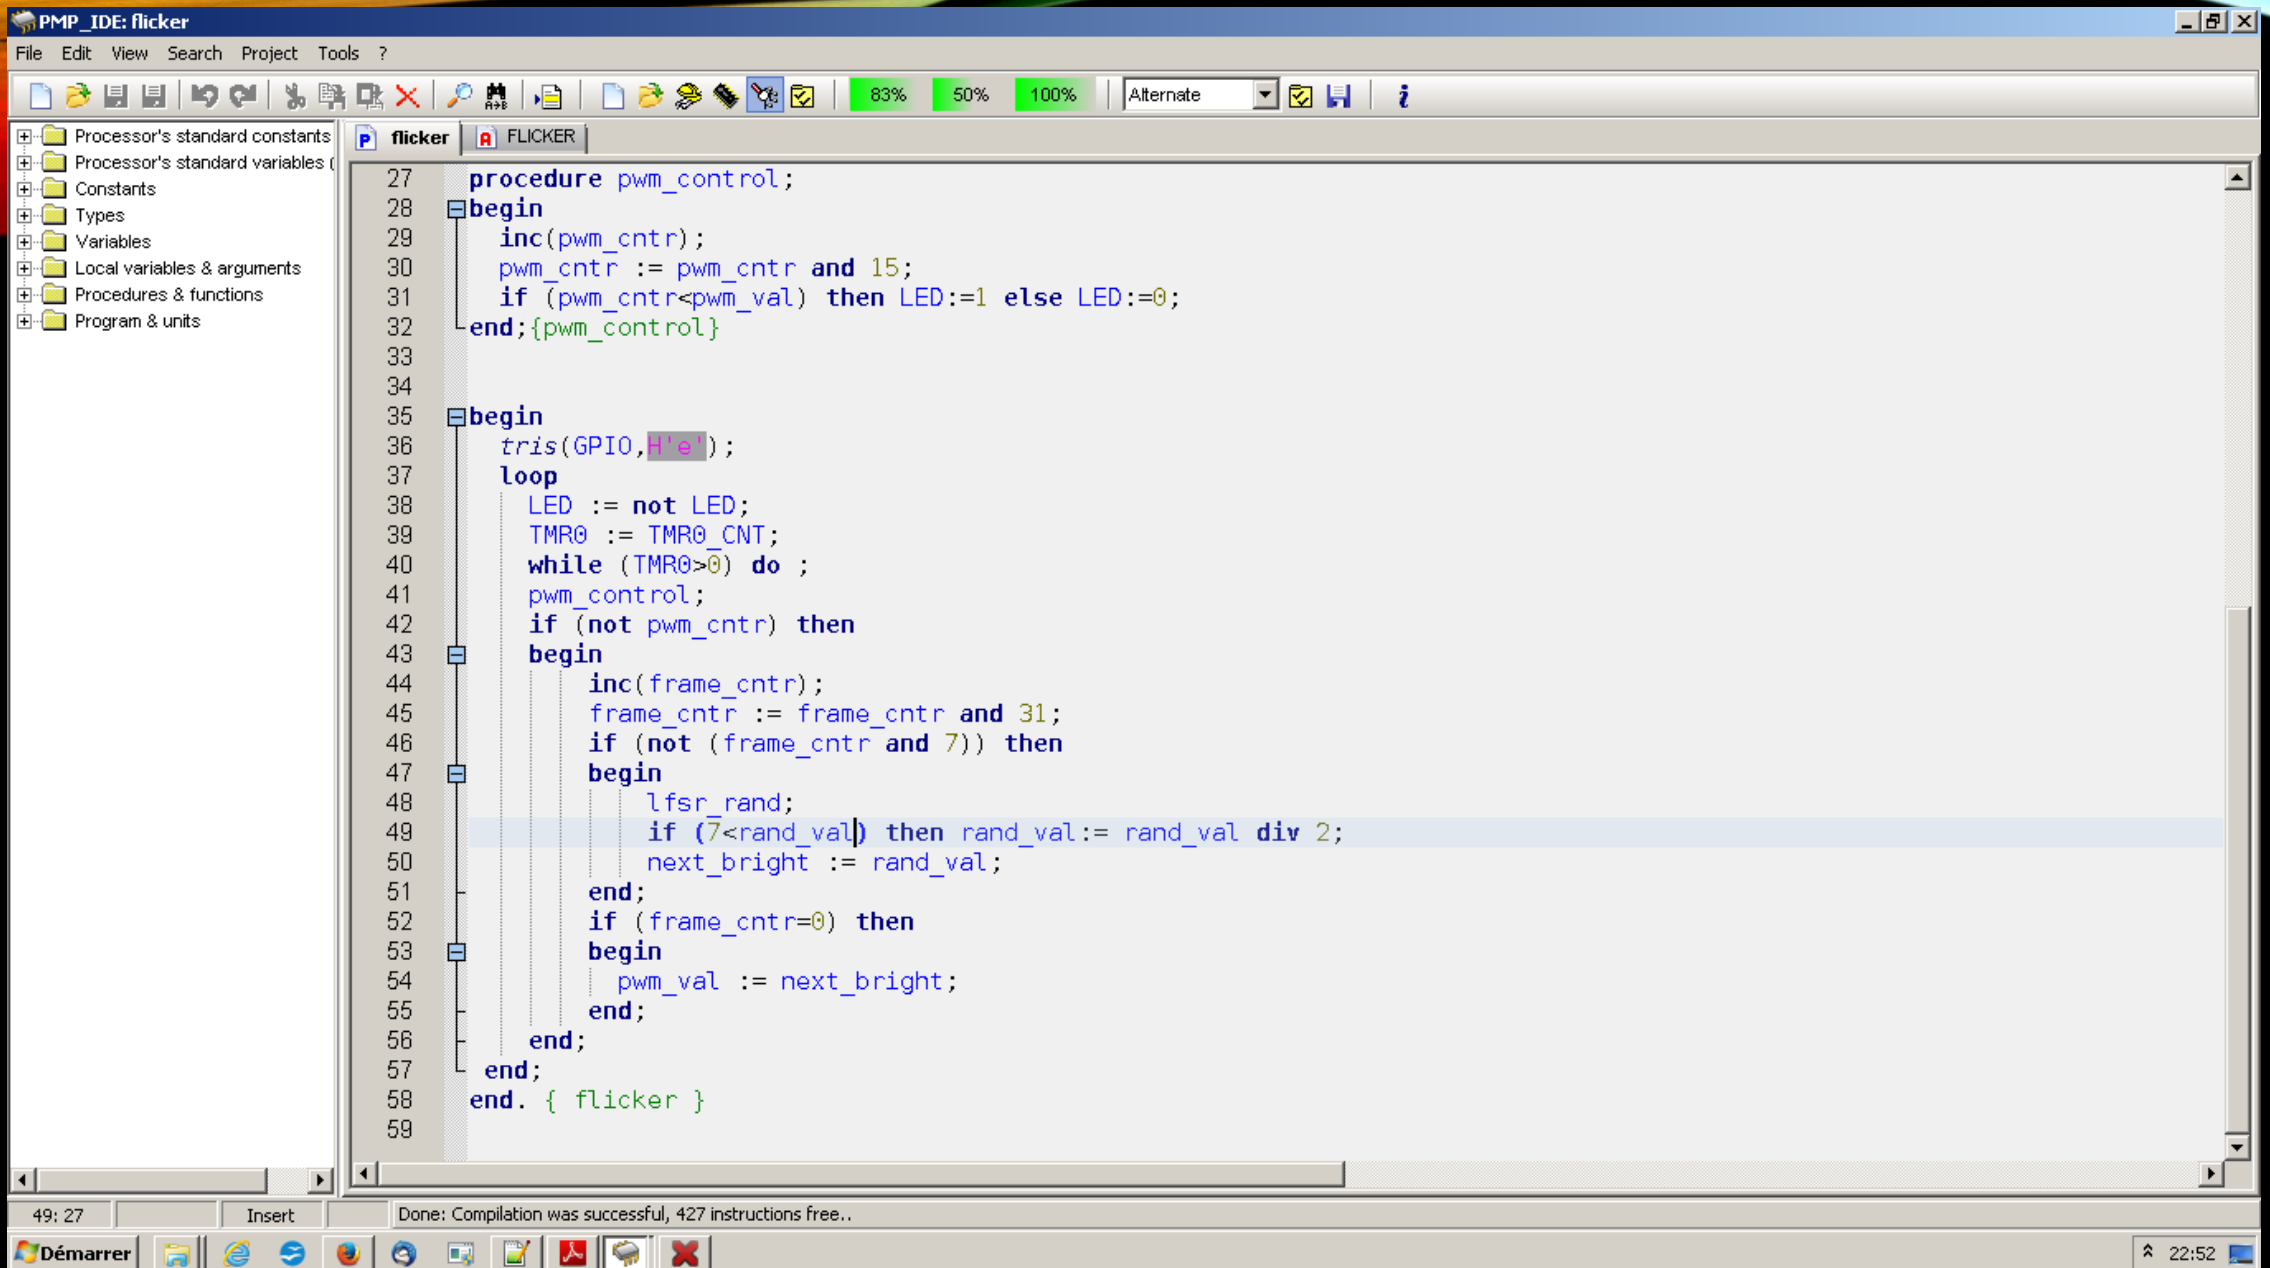 PMP_IDE: flicker
File Edit View Search Project Tools ?
A+B 83% 50% 100% Alternate i
Processor's standard constants
Processor's standard variables (
Constants
Types
Variables
Local variables & arguments
Procedures & functions
Program & units
P flicker A FLICKER
27 procedure pwm_control;
28 begin
29 inc(pwm_cntr);
30 pwm_cntr := pwm_cntr and 15;
31 if (pwm_cntr<pwm_val) then LED:=1 else LED:=0;
32 end;{pwm_control}
33
34
35 begin
36 tris(GPIO,H'e');
37 loop
38 LED := not LED;
39 TMR0 := TMR0_CNT;
40 while (TMR0>0) do ;
41 pwm_control;
42 if (not pwm_cntr) then
43 begin
44 inc(frame_cntr);
45 frame_cntr := frame_cntr and 31;
46 if (not (frame_cntr and 7)) then
47 begin
48 lfsr_rand;
49 if (7<rand_val) then rand_val:= rand_val div 2;
50 next_bright := rand_val;
51 end;
52 if (frame_cntr=0) then
53 begin
54 pwm_val := next_bright;
55 end;
56 end;
57 end;
58 end. { flicker }
59
49: 27 Insert Done: Compilation was successful, 427 instructions free..
Démarrer 22:52